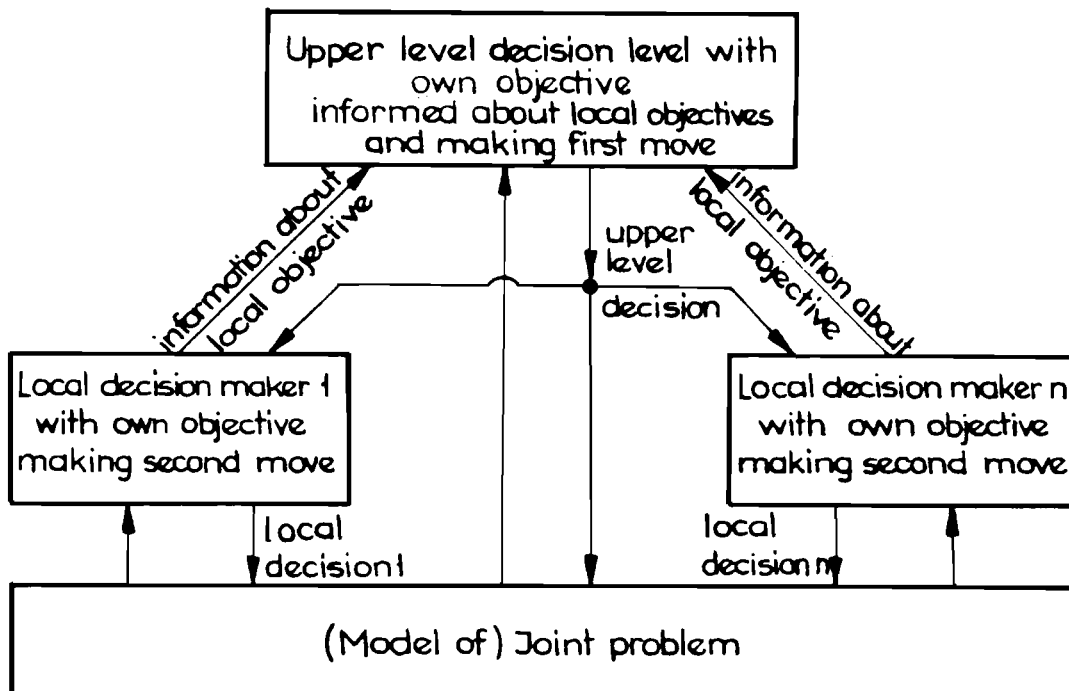 Upper level decision level with
own objective
informed about local objectives
and making first move
information about
local objective
information about
local objective
upper
level
decision
Local decision maker 1
with own objective
making second move
Local decision maker n
with own objective
making second move
local
decision 1
local
decision n
(Model of) Joint problem